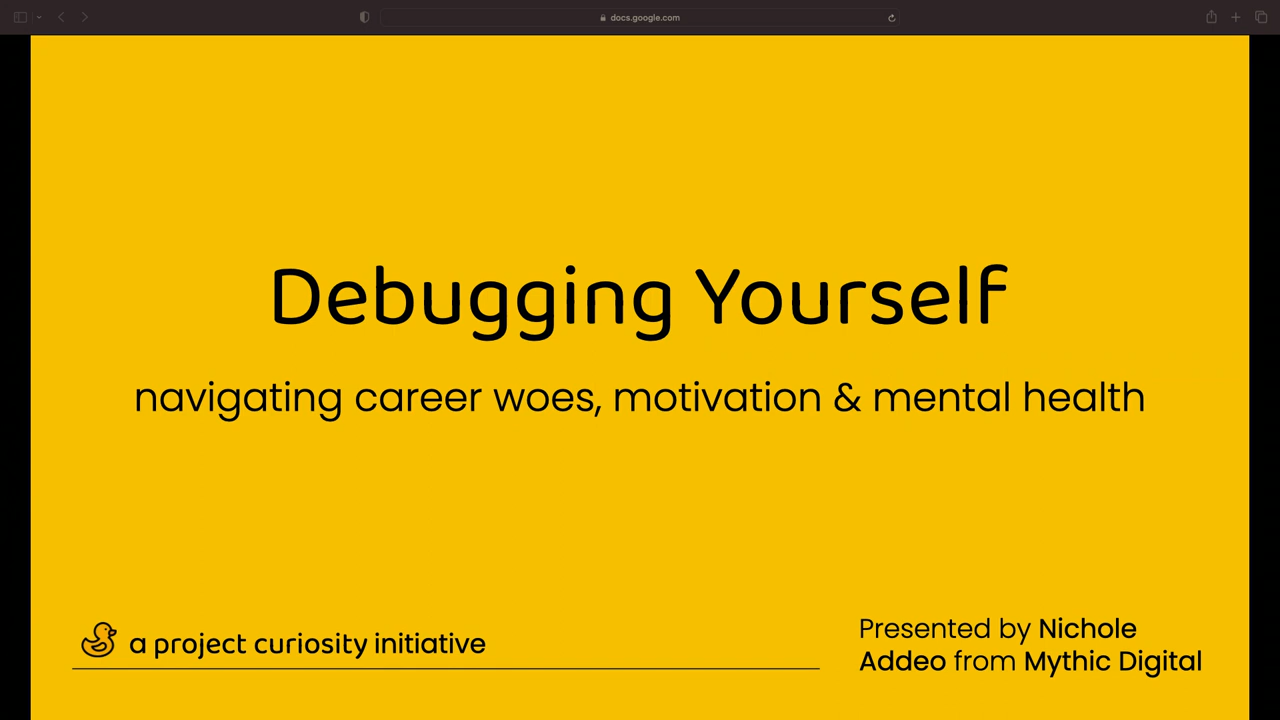 docs.google.com
Debugging Yourself
navigating career woes, motivation & mental health
a project curiosity initiative
Presented by Nichole
Addeo from Mythic Digital